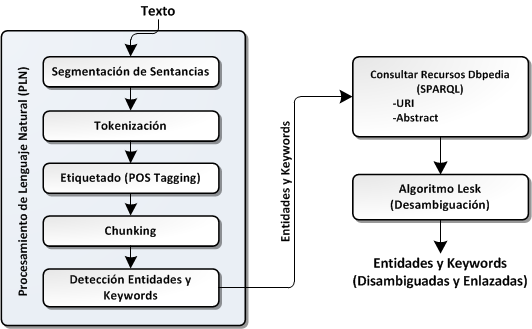 Texto
Procesamiento de Lenguaje Natural (PLN)
Segmentación de Sentancias
Tokenización
Etiquetado (POS Tagging)
Chunking
Detección Entidades y
Keywords
Entidades y Keywords
Consultar Recursos Dbpedia
(SPARQL)
-URI
-Abstract
Algoritmo Lesk
(Desambiguación)
Entidades y Keywords
(Disambiguadas y Enlazadas)